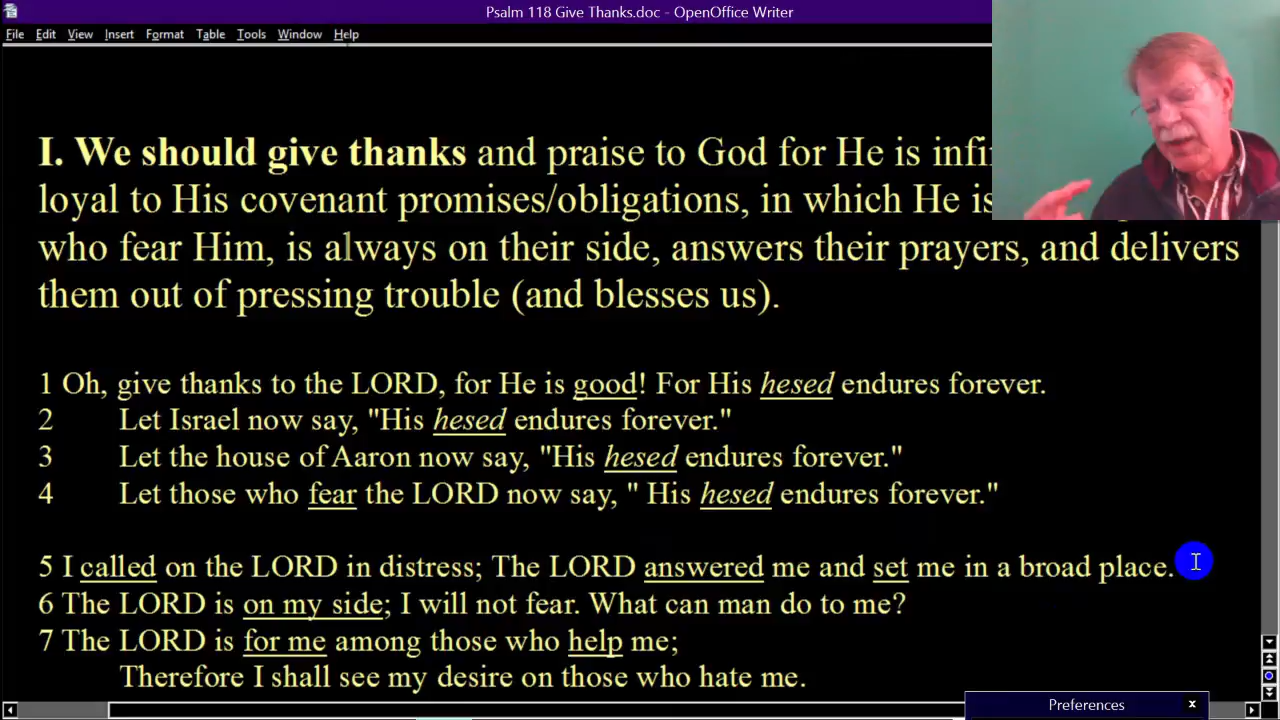 Psalm 118 Give Thanks.doc - OpenOffice Writer
File Edit View Insert Format Table Tools Window Help
I. We should give thanks and praise to God for He is
loyal to His covenant promises/obligations, in which He is
who fear Him, is always on their side, answers their prayers, and delivers
them out of pressing trouble (and blesses us).
1 Oh, give thanks to the LORD, for He is good! For His hesed endures forever.
2 Let Israel now say, "His hesed endures forever."
3 Let the house of Aaron now say, "His hesed endures forever."
4 Let those who fear the LORD now say, " His hesed endures forever."
5 I called on the LORD in distress; The LORD answered me and set me in a broad place.
6 The LORD is on my side; I will not fear. What can man do to me?
7 The LORD is for me among those who help me;
Therefore I shall see my desire on those who hate me.
Preferences x